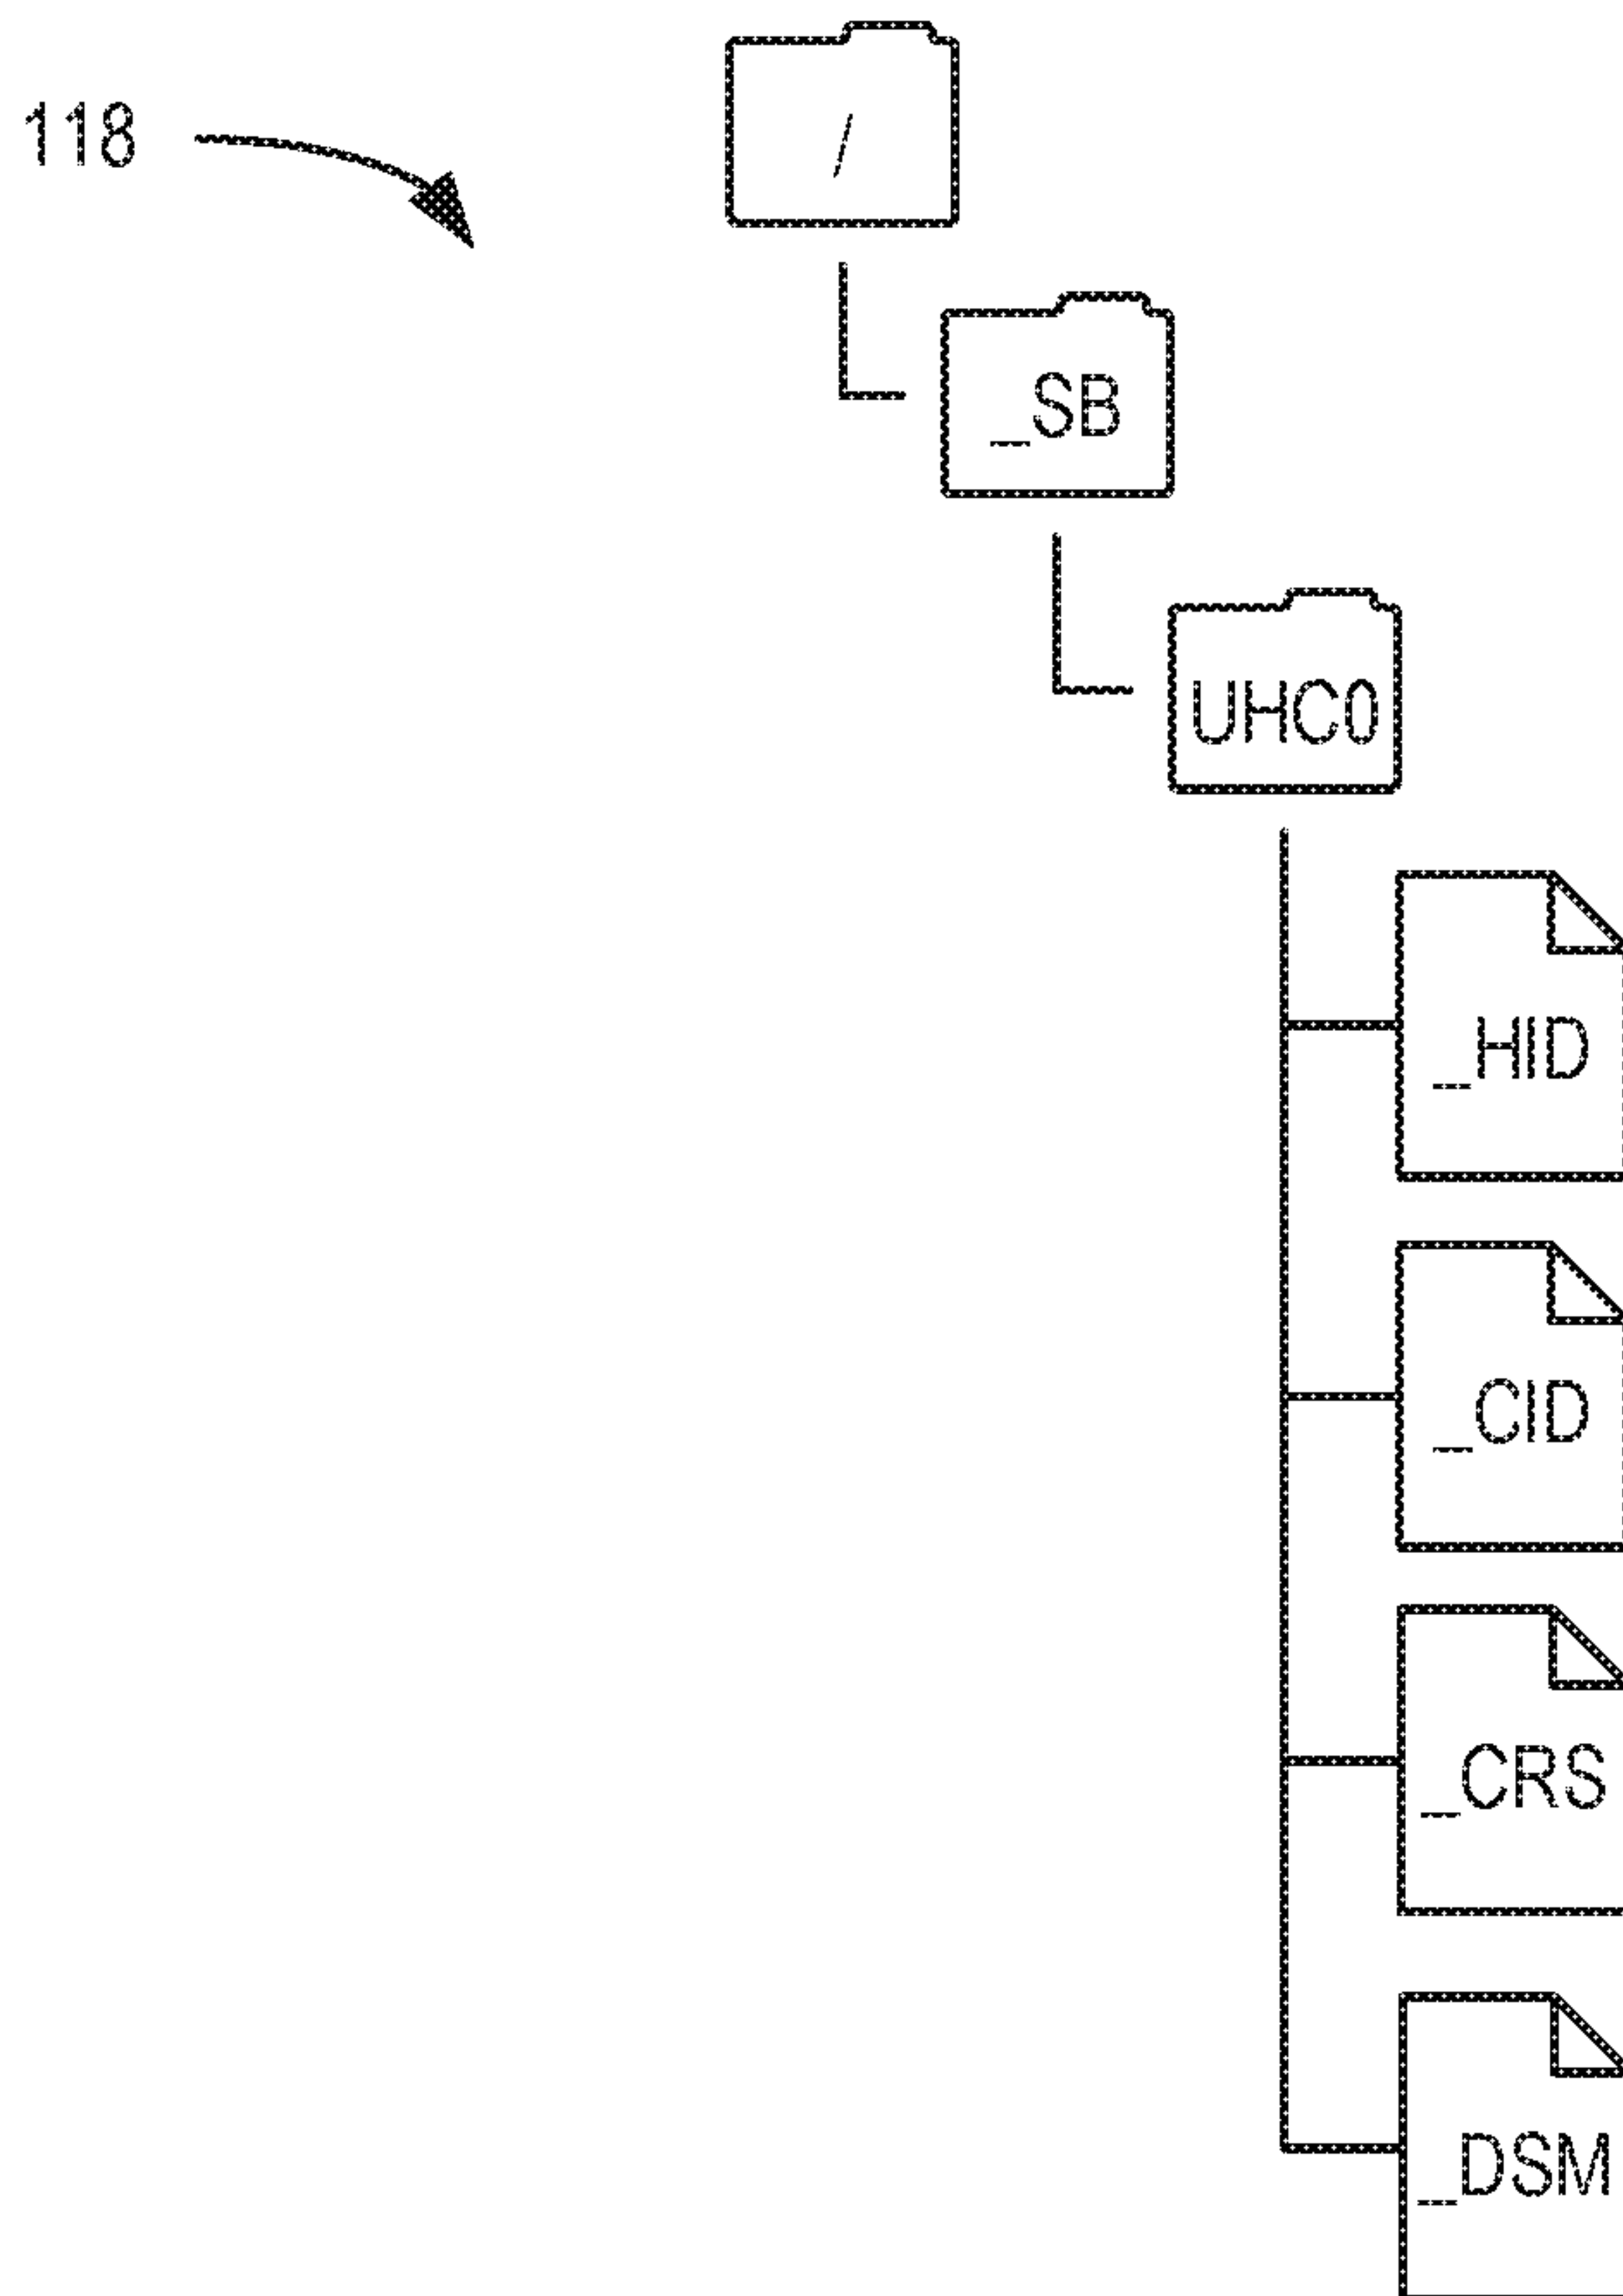 118
/
_SB
UHC0
_HID
_CID
_CRS
_DSM